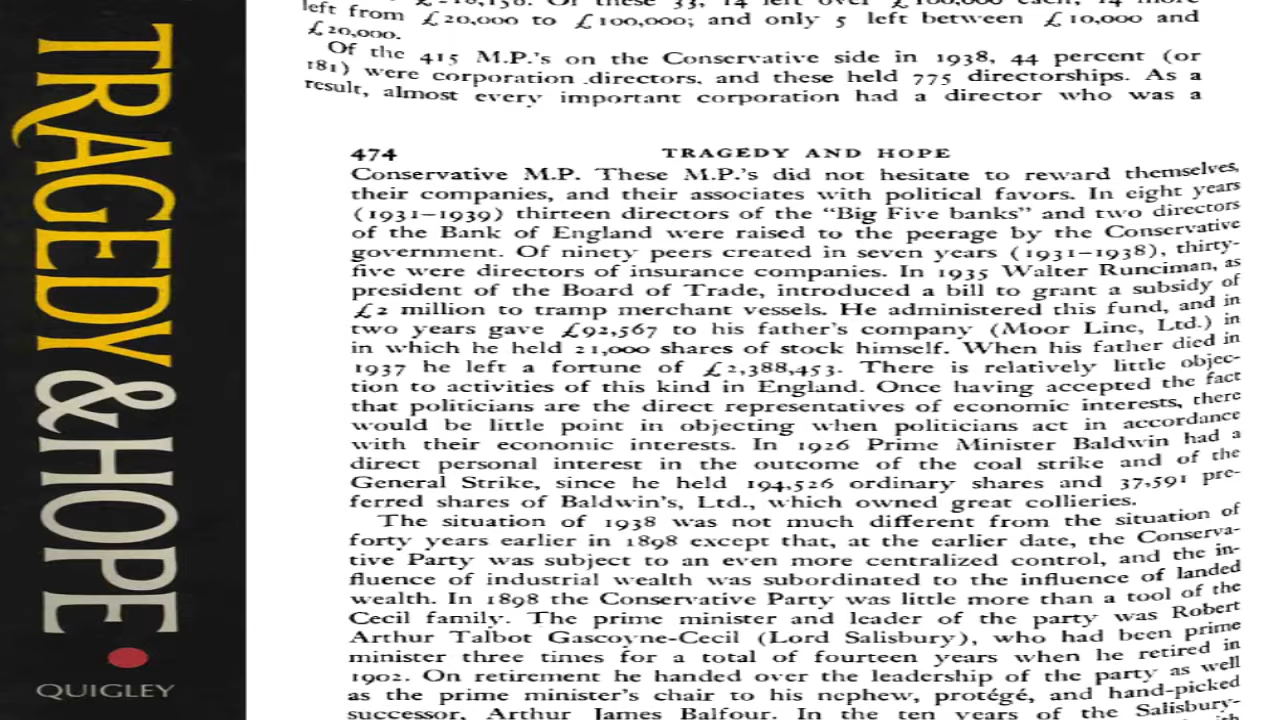 TRAGEDY & HOPE
QUIGLEY
left from £20,000 to £100,000; and only 5 left between £10,000 and
£20,000.
Of the 415 M.P.'s on the Conservative side in 1938, 44 percent (or
181) were corporation directors, and these held 775 directorships. As a
result, almost every important corporation had a director who was a
474 TRAGEDY AND HOPE
Conservative M.P. These M.P.'s did not hesitate to reward themselves,
their companies, and their associates with political favors. In eight years
(1931–1939) thirteen directors of the "Big Five banks" and two directors
of the Bank of England were raised to the peerage by the Conservative
government. Of ninety peers created in seven years (1931–1938), thirty-
five were directors of insurance companies. In 1935 Walter Runciman, as
president of the Board of Trade, introduced a bill to grant a subsidy of
£2 million to tramp merchant vessels. He administered this fund, and in
two years gave £92,567 to his father's company (Moor Line, Ltd.) in
in which he held 21,000 shares of stock himself. When his father died in
1937 he left a fortune of £2,388,453. There is relatively little objec-
tion to activities of this kind in England. Once having accepted the fact
that politicians are the direct representatives of economic interests, there
would be little point in objecting when politicians act in accordance
with their economic interests. In 1926 Prime Minister Baldwin had a
direct personal interest in the outcome of the coal strike and of the
General Strike, since he held 194,526 ordinary shares and 37,591 pre-
ferred shares of Baldwin's, Ltd., which owned great collieries.
The situation of 1938 was not much different from the situation of
forty years earlier in 1898 except that, at the earlier date, the Conserva-
tive Party was subject to an even more centralized control, and the in-
fluence of industrial wealth was subordinated to the influence of landed
wealth. In 1898 the Conservative Party was little more than a tool of the
Cecil family. The prime minister and leader of the party was Robert
Arthur Talbot Gascoyne-Cecil (Lord Salisbury), who had been prime
minister three times for a total of fourteen years when he retired in
1902. On retirement he handed over the leadership of the party as well
as the prime minister's chair to his nephew, protégé, and hand-picked
successor, Arthur James Balfour. In the ten years of the Salisbury-